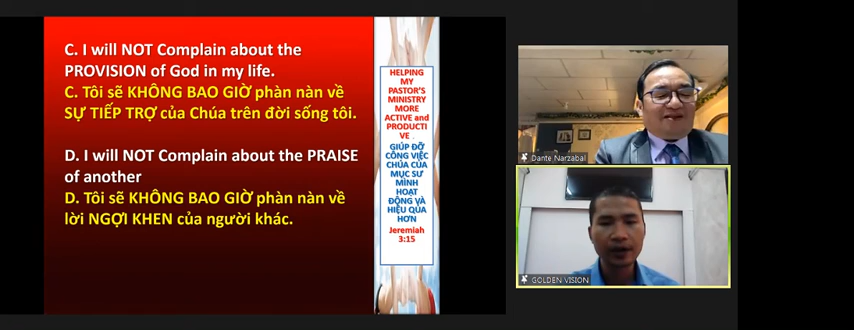 C. I will NOT Complain about the
PROVISION of God in my life.
C. Tôi sẽ KHÔNG BAO GIỜ phàn nàn về
SỰ TIẾP TRỢ của Chúa trên đời sống tôi.
D. I will NOT Complain about the PRAISE
of another
D. Tôi sẽ KHÔNG BAO GIỜ phàn nàn về
lời NGỢI KHEN của người khác.
HELPING
MY
PASTOR'S
MINISTRY
MORE
ACTIVE and
PRODUCTI
VE .
GIÚP ĐỠ
CÔNG VIỆC
CHÚA CỦA
MỤC SƯ
MÌNH
HOẠT
ĐỘNG VÀ
HIỆU QUẢ
HƠN
Jeremiah
3:15
Dante Narzabal
GOLDEN VISION